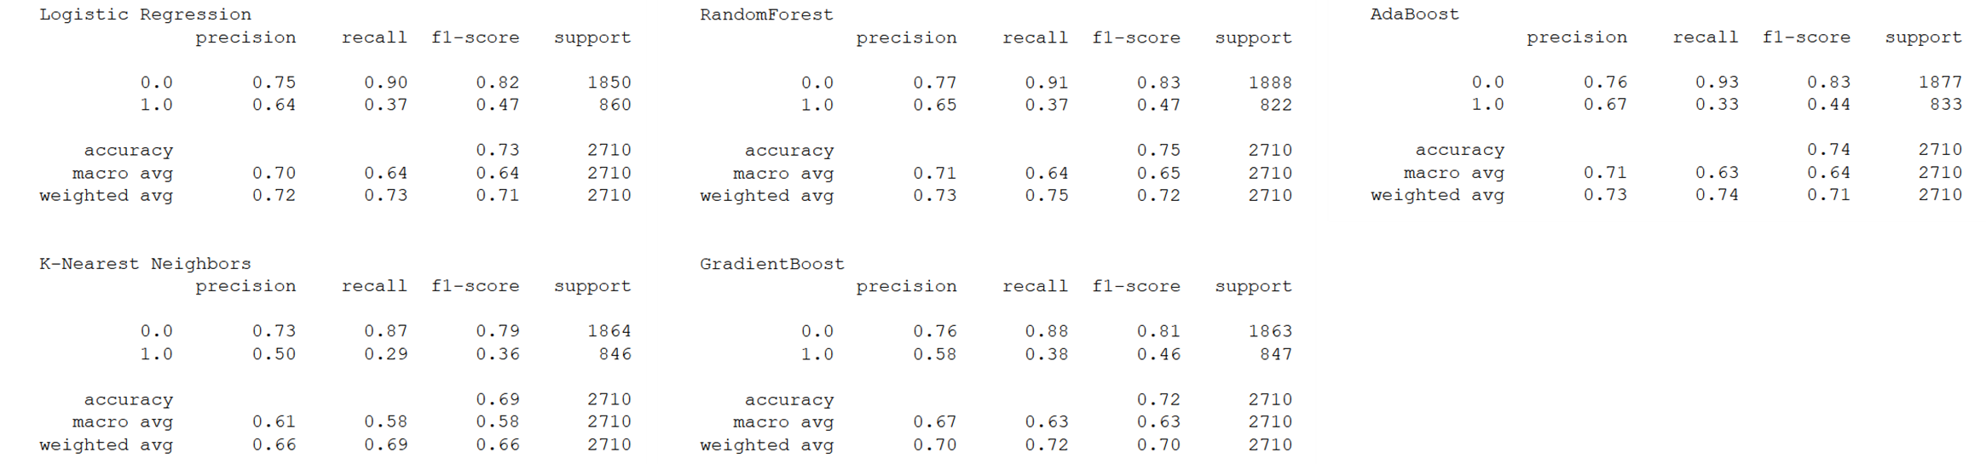 Logistic Regression
precision recall f1-score support
0.0 0.75 0.90 0.82 1850
1.0 0.64 0.37 0.47 860
accuracy 0.73 2710
macro avg 0.70 0.64 0.64 2710
weighted avg 0.72 0.73 0.71 2710
RandomForest
precision recall f1-score support
0.0 0.77 0.91 0.83 1888
1.0 0.65 0.37 0.47 822
accuracy 0.75 2710
macro avg 0.71 0.64 0.65 2710
weighted avg 0.73 0.75 0.72 2710
AdaBoost
precision recall f1-score support
0.0 0.76 0.93 0.83 1877
1.0 0.67 0.33 0.44 833
accuracy 0.74 2710
macro avg 0.71 0.63 0.64 2710
weighted avg 0.73 0.74 0.71 2710
K-Nearest Neighbors
precision recall f1-score support
0.0 0.73 0.87 0.79 1864
1.0 0.50 0.29 0.36 846
accuracy 0.69 2710
macro avg 0.61 0.58 0.58 2710
weighted avg 0.66 0.69 0.66 2710
GradientBoost
precision recall f1-score support
0.0 0.76 0.88 0.81 1863
1.0 0.58 0.38 0.46 847
accuracy 0.72 2710
macro avg 0.67 0.63 0.63 2710
weighted avg 0.70 0.72 0.70 2710